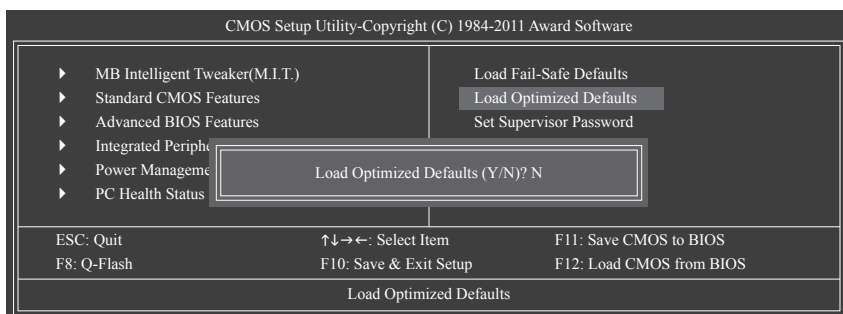 CMOS Setup Utility-Copyright (C) 1984-2011 Award Software
MB Intelligent Tweaker(M.I.T.)
Standard CMOS Features
Advanced BIOS Features
Integrated Periphe
Power Manageme
PC Health Status
Load Fail-Safe Defaults
Load Optimized Defaults
Set Supervisor Password
Load Optimized Defaults (Y/N)? N
ESC: Quit ↑↓→←: Select Item F11: Save CMOS to BIOS
F8: Q-Flash F10: Save & Exit Setup F12: Load CMOS from BIOS
Load Optimized Defaults